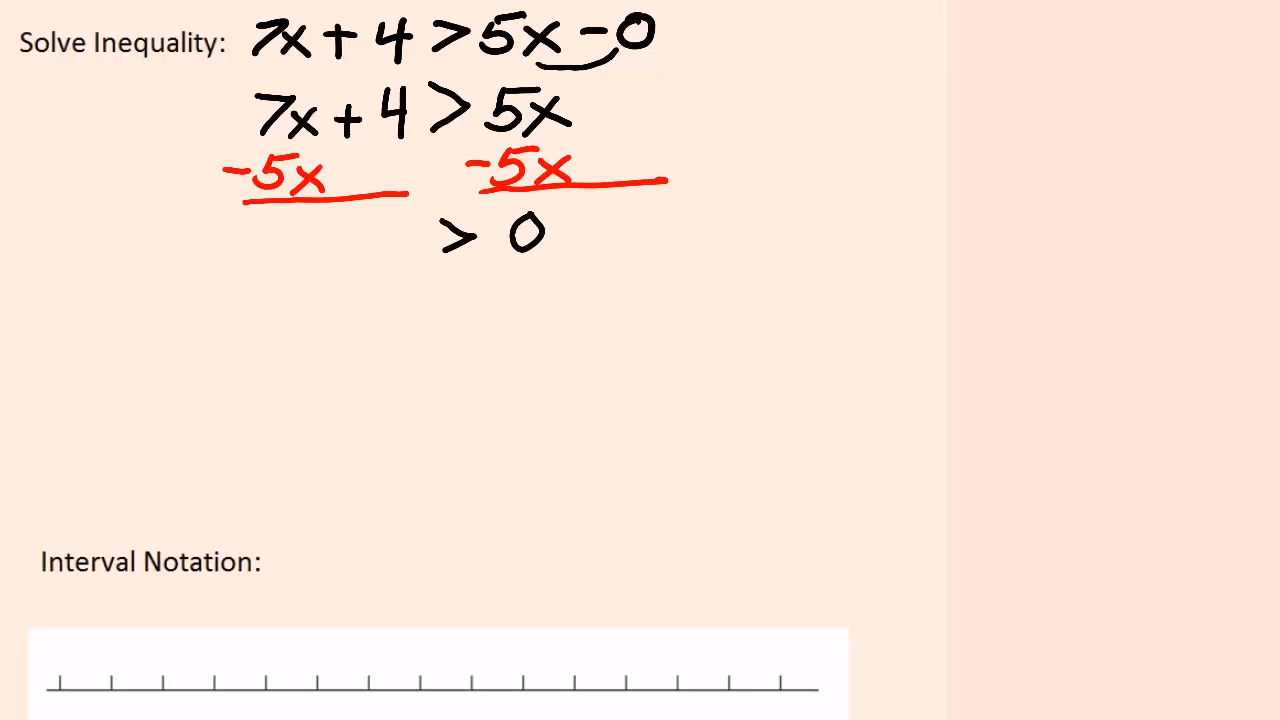 Solve Inequality: 7x + 4 > 5x - 0
7x + 4 > 5x
-5x -5x
> 0
Interval Notation: